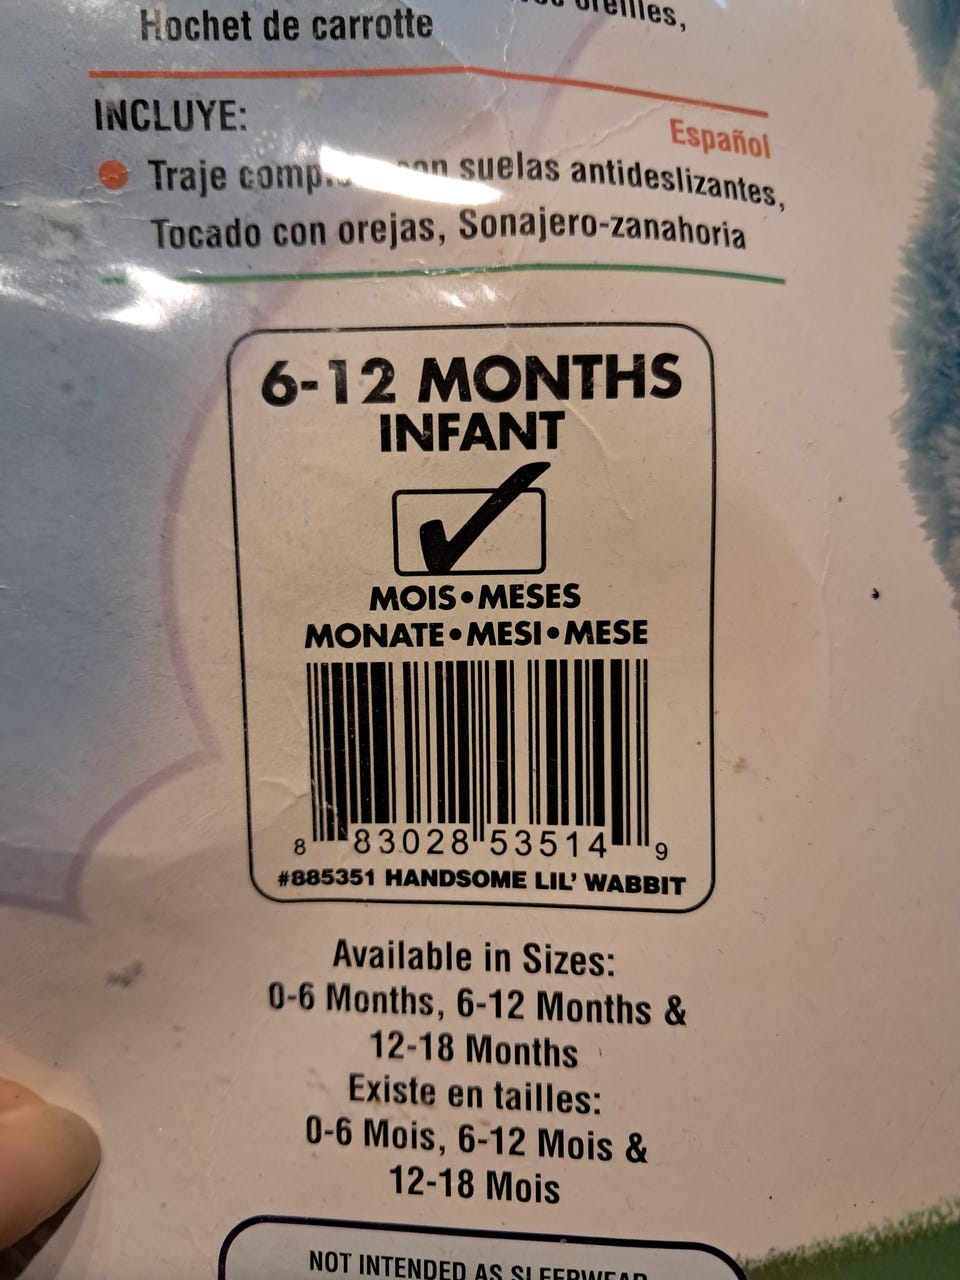 oreilles,
Hochet de carrotte
INCLUYE:
Español
Traje con suelas antideslizantes,
Tocado con orejas, Sonajero-zanahoria
6-12 MONTHS
INFANT
MOIS•MESES
MONATE•MESI•MESE
8 83028 53514 9
#885351 HANDSOME LIL' WABBIT
Available in Sizes:
0-6 Months, 6-12 Months &
12-18 Months
Existe en tailles:
0-6 Mois, 6-12 Mois &
12-18 Mois
NOT INTENDED AS SLEEPWEAR